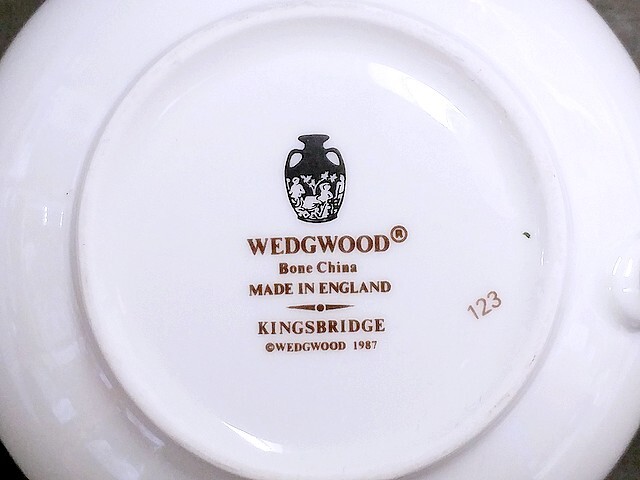 WEDGWOOD®
Bone China
MADE IN ENGLAND
KINGSBRIDGE
©WEDGWOOD 1987
123